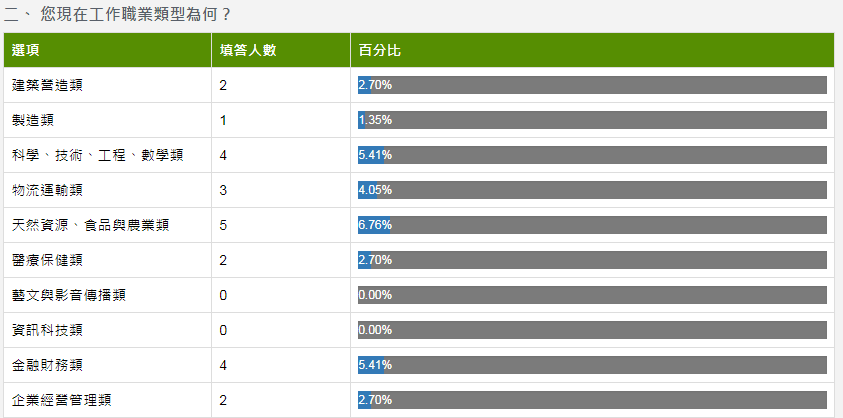 二、 您現在工作職業類型為何？
選項 填答人數 百分比
建築營造類 2 2.70%
製造類 1 1.35%
科學、技術、工程、數學類 4 5.41%
物流運輸類 3 4.05%
天然資源、食品與農業類 5 6.76%
醫療保健類 2 2.70%
藝文與影音傳播類 0 0.00%
資訊科技類 0 0.00%
金融財務類 4 5.41%
企業經營管理類 2 2.70%